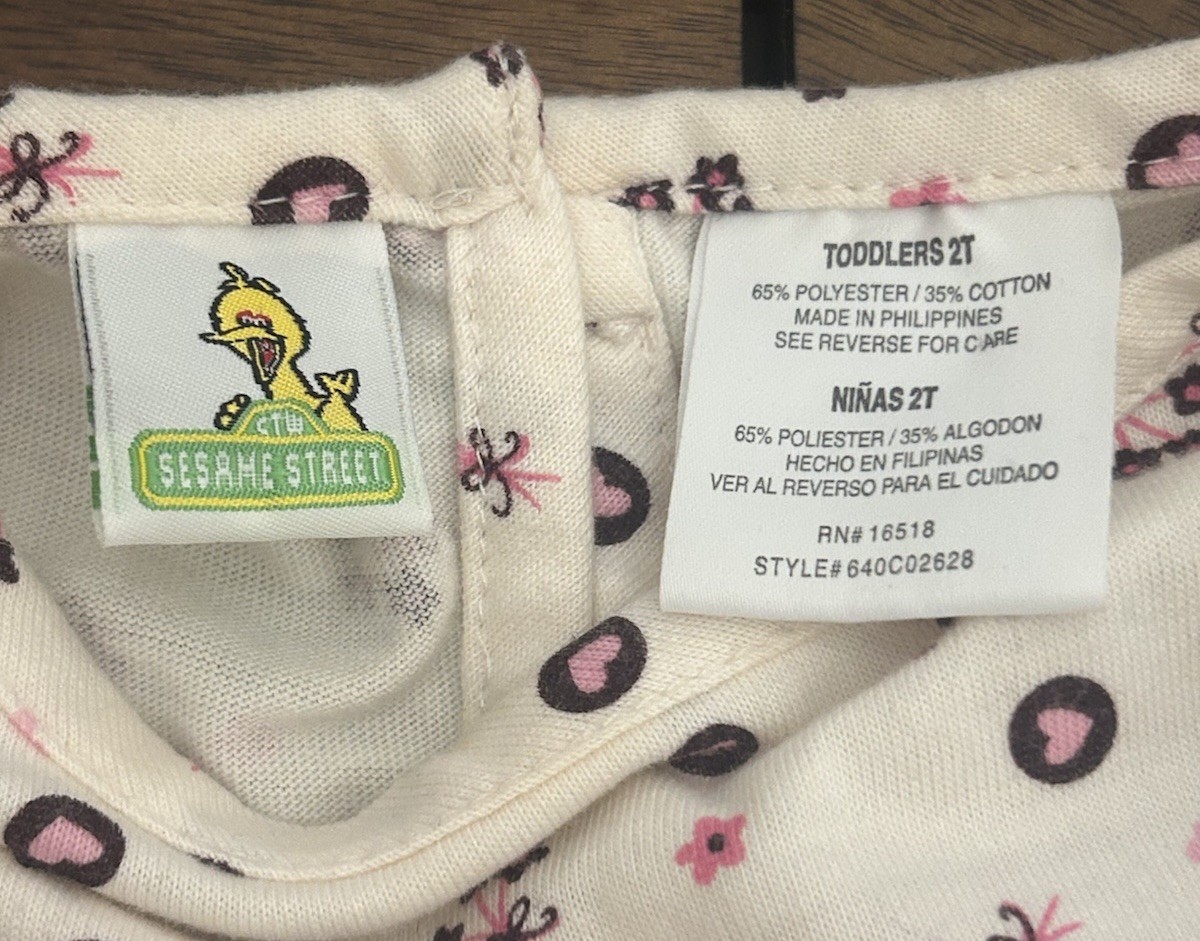 STW
SESAME STREET
TODDLERS 2T
65% POLYESTER / 35% COTTON
MADE IN PHILIPPINES
SEE REVERSE FOR CARE
NIÑAS 2T
65% POLIESTER / 35% ALGODON
HECHO EN FILIPINAS
VER AL REVERSO PARA EL CUIDADO
RN# 16518
STYLE# 640C02628